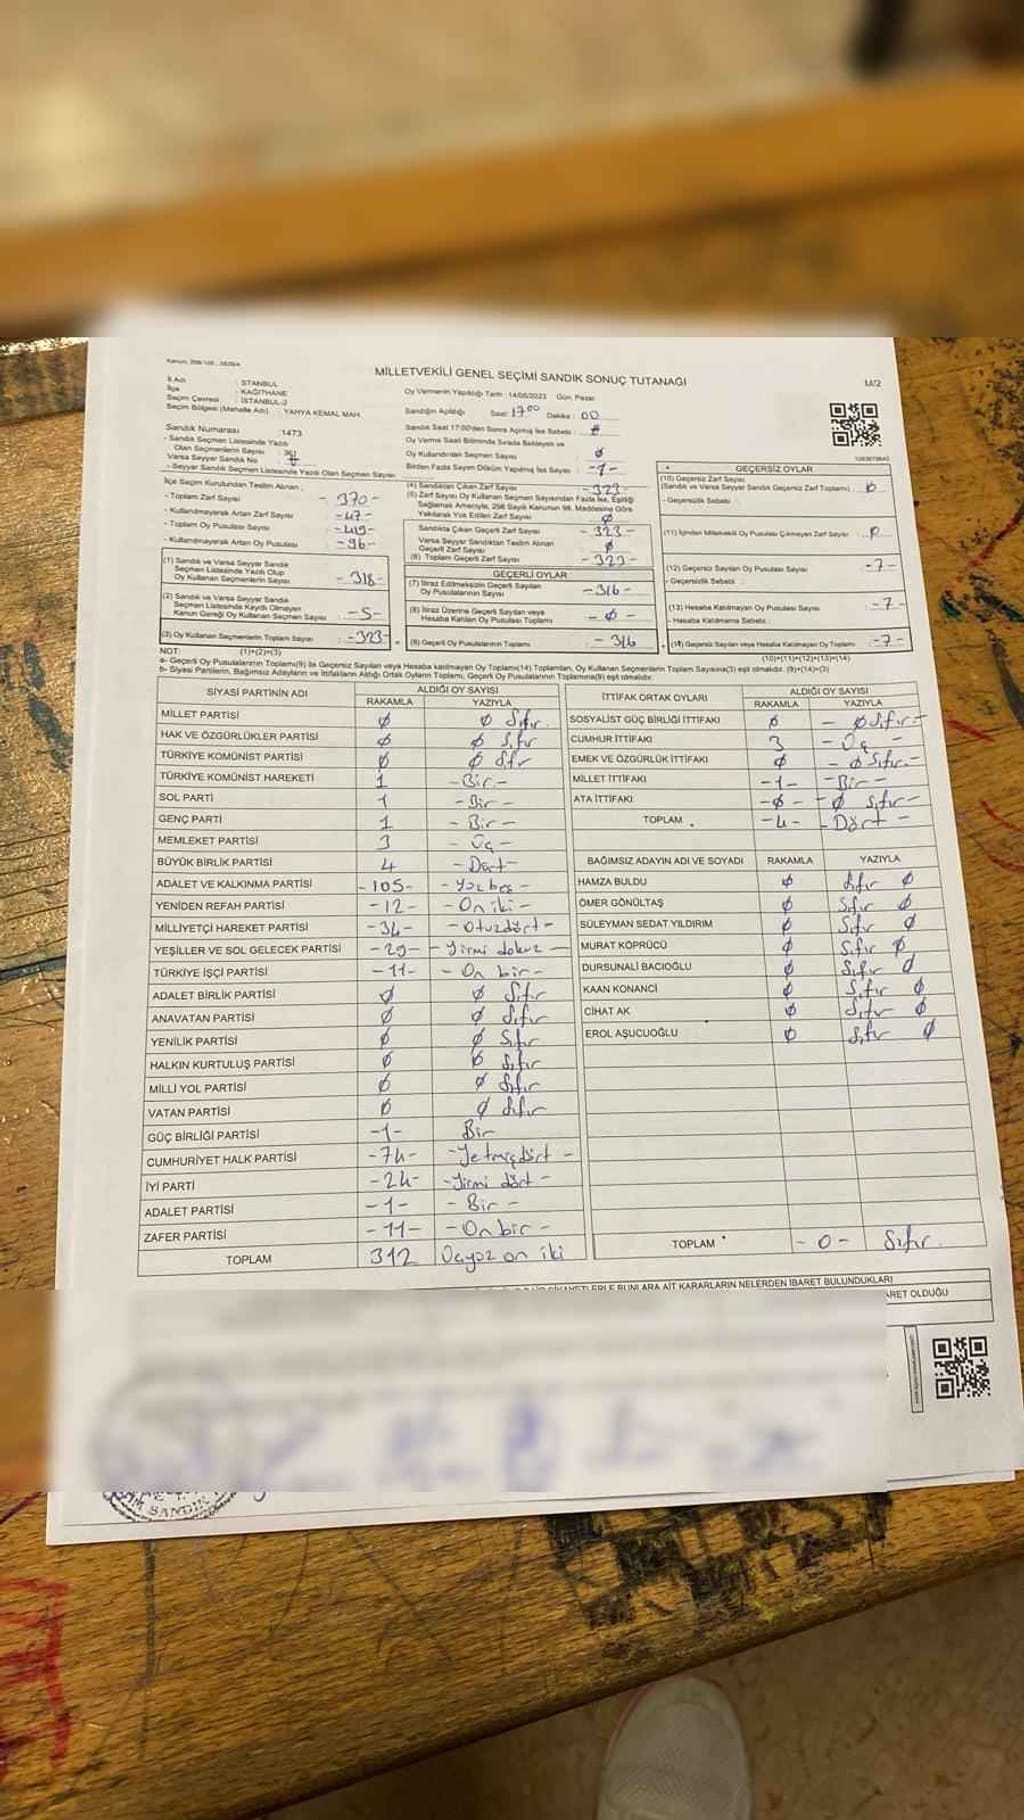 MİLLETVEKİLİ GENEL SEÇİMİ SANDIK SONUÇ TUTANAĞI
M/2
İl Adı : İSTANBUL
İlçe : KAĞITHANE
Seçim Çevresi : İSTANBUL-2
Seçim Bölgesi (Mahalle Adı) : YAHYA KEMAL MAH.
Sandık Numarası : 1473
- Sandık Seçmen Listesinde Yazılı
Olan Seçmenlerin Sayısı : 361
Varsa Seyyar Sandık No :
- Seyyar Sandık Seçmen Listesinde Yazılı Olan Seçmen Sayısı
Oy Vermenin Yapıldığı Tarih : 14/05/2023 Gün: Pazar
Sandığın Açıldığı Saat: 17 00 Dakika: 00
Sandık Saat 17:00'den Sonra Açılmış İse Sebebi :
Oy Verme Saati Bitiminde Sırada Bekleyen ve
Oy Kullandırılan Seçmen Sayısı : Ø
Birden Fazla Sayım Döküm Yapılmış İse Sayısı : -1-
İlçe Seçim Kurulundan Teslim Alınan ;
- Toplam Zarf Sayısı : - 370 -
- Kullanılmayarak Artan Zarf Sayısı : -47-
- Toplam Oy Pusulası Sayısı : -419-
- Kullanılmayarak Artan Oy Pusulası : -96-
(1) Sandık ve Varsa Seyyar Sandık
Seçmen Listesinde Yazılı Olup
Oy Kullanan Seçmenlerin Sayısı : - 318 -
(2) Sandık ve Varsa Seyyar Sandık
Seçmen Listesinde Kayıtlı Olmayan
Kanun Gereği Oy Kullanan Seçmen Sayısı : -5-
(3) Oy Kullanan Seçmenlerin Toplam Sayısı : -323-
(1)+(2)=(3)
(4) Sandıktan Çıkan Zarf Sayısı : -323-
(5) Zarf Sayısı Oy Kullanan Seçmen Sayısından Fazla İse, Eşitliği
Sağlamak Amacıyla, 298 Sayılı Kanunun 98. Maddesine Göre
Yakılarak Yok Edilen Zarf Sayısı : Ø
Sandıkta Çıkan Geçerli Zarf Sayısı : - 323 -
Varsa Seyyar Sandıktan Teslim Alınan
Geçerli Zarf Sayısı : Ø
(6) Toplam Geçerli Zarf Sayısı : - 323 -
GEÇERLİ OYLAR
(7) İtiraz Edilmeksizin Geçerli Sayılan
Oy Pusulalarının Sayısı : -316-
(8) İtiraz Üzerine Geçerli Sayılan veya
Hesaba Katılan Oy Pusulası Toplamı : - Ø -
(9) Geçerli Oy Pusulalarının Toplamı : - 316
GEÇERSİZ OYLAR
(10) Geçersiz Zarf Sayısı
(Sandık ve Varsa Seyyar Sandık Geçersiz Zarf Toplamı) : Ø
- Geçersizlik Sebebi :
(11) İçinden Milletvekili Oy Pusulası Çıkmayan Zarf Sayısı :
(12) Geçersiz Sayılan Oy Pusulası Sayısı : -7-
- Geçersizlik Sebebi :
(13) Hesaba Katılmayan Oy Pusulası Sayısı : -7-
- Hesaba Katılmama Sebebi :
(14) Geçersiz Sayılan veya Hesaba Katılmayan Oy Toplamı : -7-
(10)+(11)+(12)+(13)=(14)
NOT:
a- Geçerli Oy Pusulalarının Toplamı(9) ile Geçersiz Sayılan veya Hesaba katılmayan Oy Toplamı(14) Toplamları, Oy Kullanan Seçmenlerin Toplam Sayısına(3) eşit olmalıdır. (9)+(14)=(3)
b- Siyasi Partilerin, Bağımsız Adayların ve İttifakların Aldığı Ortak Oyların Toplamı, Geçerli Oy Pusulalarının Toplamına(9) eşit olmalıdır.
SİYASİ PARTİNİN ADI ALDIĞI OY SAYISI
RAKAMLA YAZIYLA
MİLLET PARTİSİ Ø Ø Sıfır
HAK VE ÖZGÜRLÜKLER PARTİSİ Ø Ø Sıfır
TÜRKİYE KOMÜNİST PARTİSİ Ø Ø Sıfır
TÜRKİYE KOMÜNİST HAREKETİ 1 -Bir-
SOL PARTİ 1 -Bir-
GENÇ PARTİ 1 - Bir -
MEMLEKET PARTİSİ 3 - Üç -
BÜYÜK BİRLİK PARTİSİ 4 -Dört-
ADALET VE KALKINMA PARTİSİ -105- -Yüzbeş-
YENİDEN REFAH PARTİSİ -12- -On iki-
MİLLİYETÇİ HAREKET PARTİSİ -34- -Otuzdört-
YEŞİLLER VE SOL GELECEK PARTİSİ -29- -Yirmi dokuz-
TÜRKİYE İŞÇİ PARTİSİ -11- -On bir-
ADALET BİRLİK PARTİSİ Ø Ø Sıfır
ANAVATAN PARTİSİ Ø Ø Sıfır
YENİLİK PARTİSİ Ø Ø Sıfır
HALKIN KURTULUŞ PARTİSİ Ø Ø Sıfır
MİLLİ YOL PARTİSİ Ø Ø Sıfır
VATAN PARTİSİ Ø Ø Sıfır
GÜÇ BİRLİĞİ PARTİSİ -1- Bir
CUMHURİYET HALK PARTİSİ -74- -Yetmişdört-
İYİ PARTİ -24- -Yirmi dört-
ADALET PARTİSİ -1- - Bir -
ZAFER PARTİSİ -11- -On bir-
TOPLAM 312 Üçyüz on iki
İTTİFAK ORTAK OYLARI ALDIĞI OY SAYISI
RAKAMLA YAZIYLA
SOSYALİST GÜÇ BİRLİĞİ İTTİFAKI Ø - Ø Sıfır-
CUMHUR İTTİFAKI 3 - Üç -
EMEK VE ÖZGÜRLÜK İTTİFAKI Ø - Ø Sıfır-
MİLLET İTTİFAKI -1- -Bir-
ATA İTTİFAKI -Ø- -Ø Sıfır-
TOPLAM -4- -Dört-
BAĞIMSIZ ADAYIN ADI VE SOYADI RAKAMLA YAZIYLA
HAMZA BULDU Ø Sıfır Ø
ÖMER GÖNÜLTAŞ Ø Sıfır Ø
SÜLEYMAN SEDAT YILDIRIM Ø Sıfır Ø
MURAT KÖPRÜCÜ Ø Sıfır Ø
DURSUNALİ BACIOĞLU Ø Sıfır Ø
KAAN KONANCI Ø Sıfır Ø
CİHAT AK Ø Sıfır Ø
EROL AŞUCUOĞLU Ø Sıfır Ø
TOPLAM - 0 - Sıfır
BUNLARA AİT KARARLARIN NELERDEN İBARET BULUNDUKLARI
ARET OLDUĞU